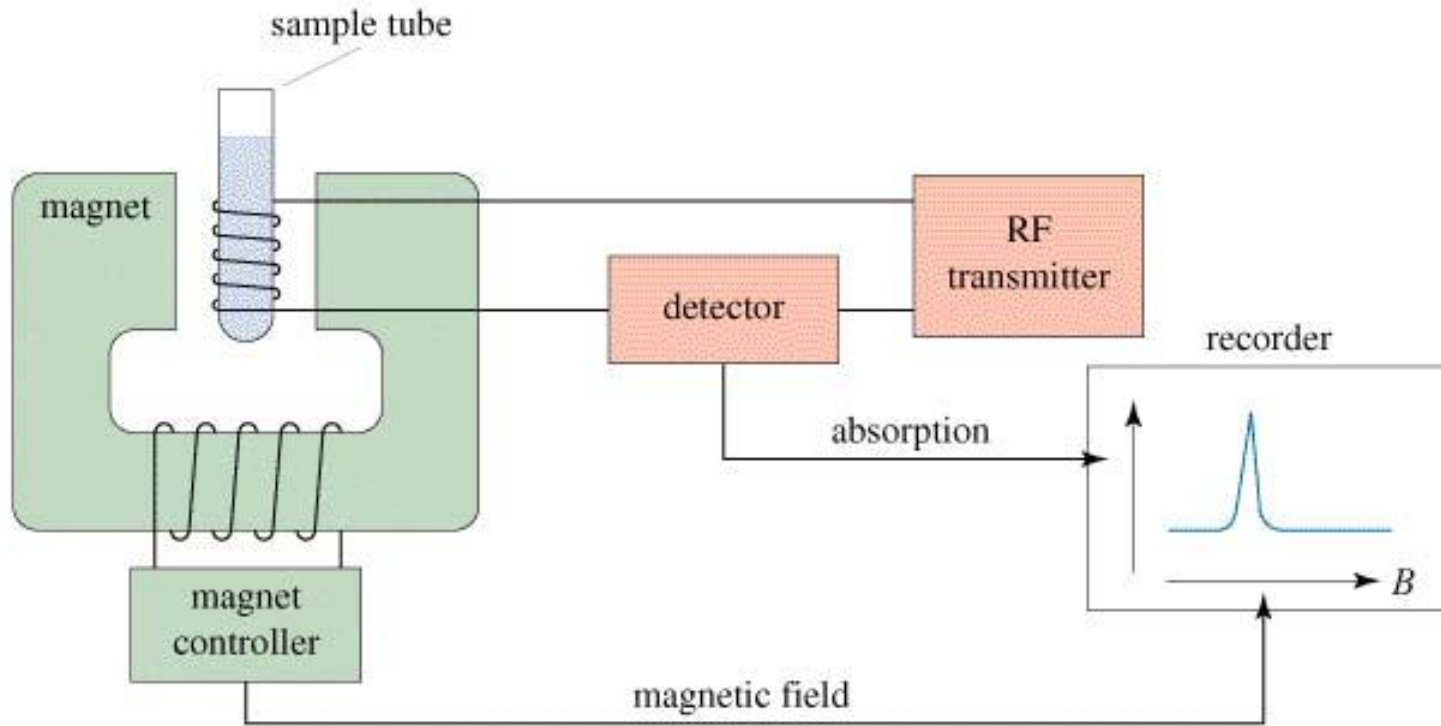 sample tube
magnet
RF
transmitter
detector
recorder
absorption
B
magnet
controller
magnetic field